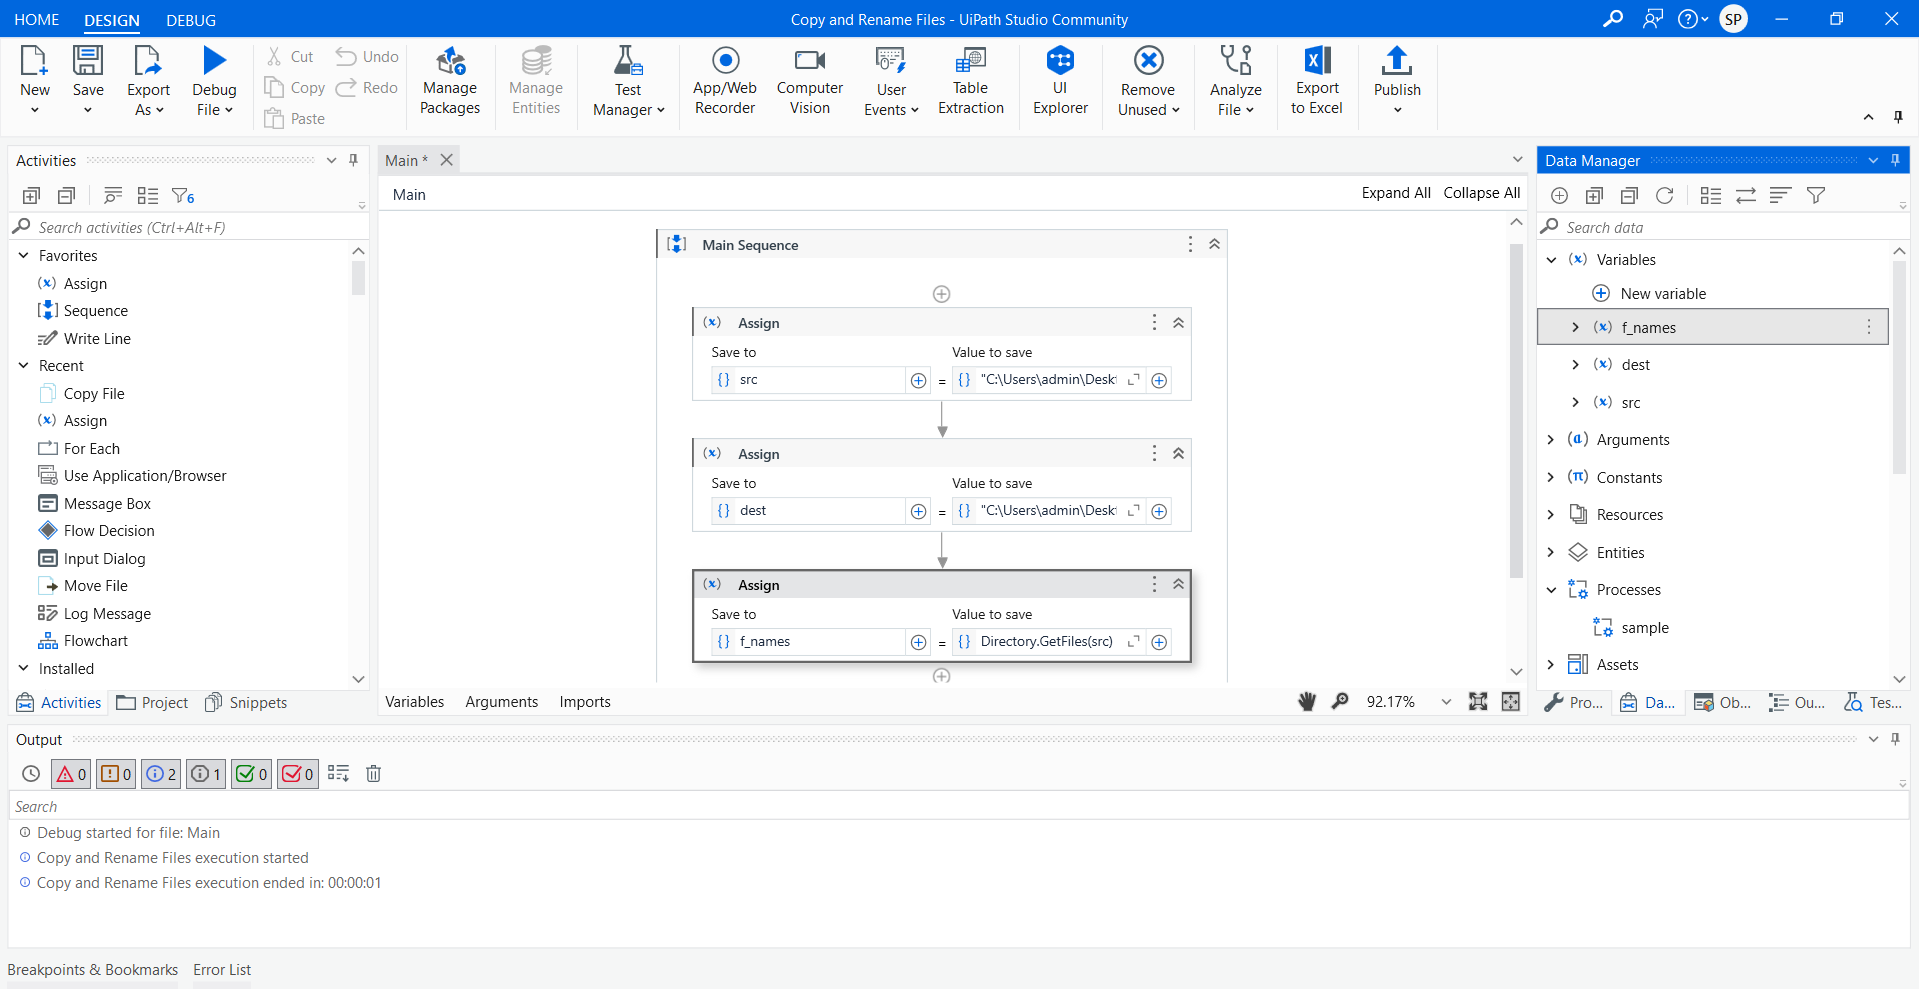 HOME DESIGN DEBUG Copy and Rename Files - UiPath Studio Community SP
New Save Export As Debug File
Cut Copy Paste Undo Redo
Manage Packages Manage Entities Test Manager App/Web Recorder Computer Vision User Events Table Extraction UI Explorer Remove Unused Analyze File Export to Excel Publish
Activities
6
Search activities (Ctrl+Alt+F)
Favorites
Assign
Sequence
Write Line
Recent
Copy File
Assign
For Each
Use Application/Browser
Message Box
Flow Decision
Input Dialog
Move File
Log Message
Flowchart
Installed
Activities Project Snippets
Main *
Main Expand All Collapse All
Main Sequence
Assign
Save to Value to save
src = "C:\Users\admin\Desk
Assign
Save to Value to save
dest = "C:\Users\admin\Desk
Assign
Save to Value to save
f_names = Directory.GetFiles(src)
Variables Arguments Imports 92.17%
Data Manager
Search data
Variables
New variable
f_names
dest
src
Arguments
Constants
Resources
Entities
Processes
sample
Assets
Pro... Da... Ob... Ou... Tes...
Output
0 0 2 1 0 0
Search
Debug started for file: Main
Copy and Rename Files execution started
Copy and Rename Files execution ended in: 00:00:01
Breakpoints & Bookmarks Error List